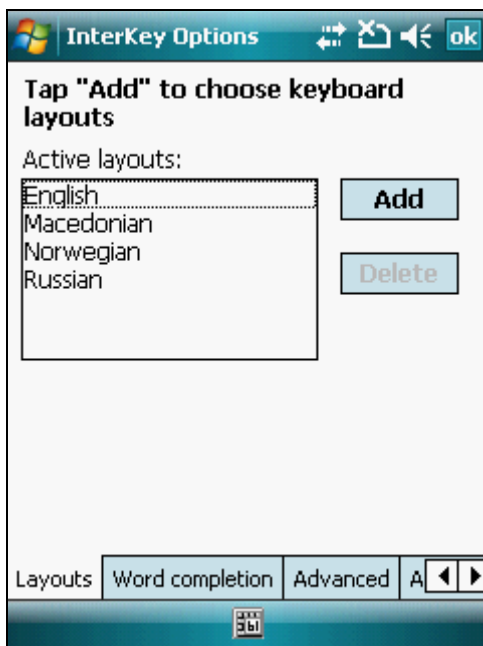 InterKey Options
ok
Tap "Add" to choose keyboard
layouts
Active layouts:
English
Add
Macedonian
Norwegian
Russian
Delete
Layouts Word completion Advanced A